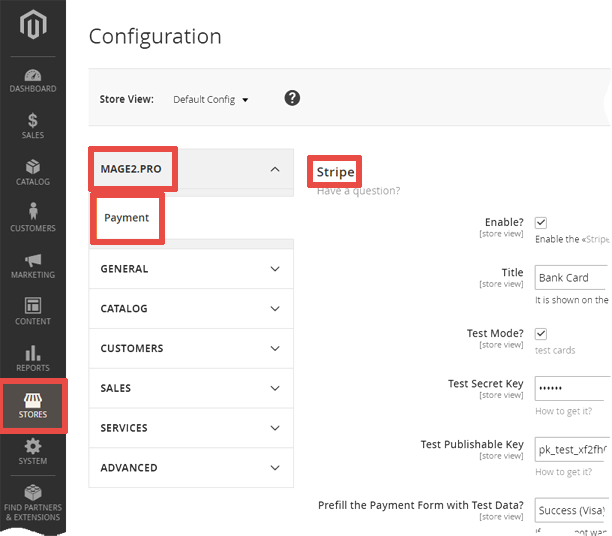 Configuration
DASHBOARD
SALES
CATALOG
CUSTOMERS
MARKETING
CONTENT
REPORTS
STORES
SYSTEM
FIND PARTNERS
& EXTENSIONS
Store View: Default Config ?
MAGE2.PRO
Payment
GENERAL
CATALOG
CUSTOMERS
SALES
SERVICES
ADVANCED
Stripe
Have a question?
Enable?
[store view]
Enable the «Stripe
Title Bank Card
[store view]
It is shown on the
Test Mode?
[store view] test cards
Test Secret Key ••••••
[store view]
How to get it?
Test Publishable Key pk_test_xf2fh
[store view]
How to get it?
Prefill the Payment Form with Test Data? Success (Visa)
[store view]
If not wan